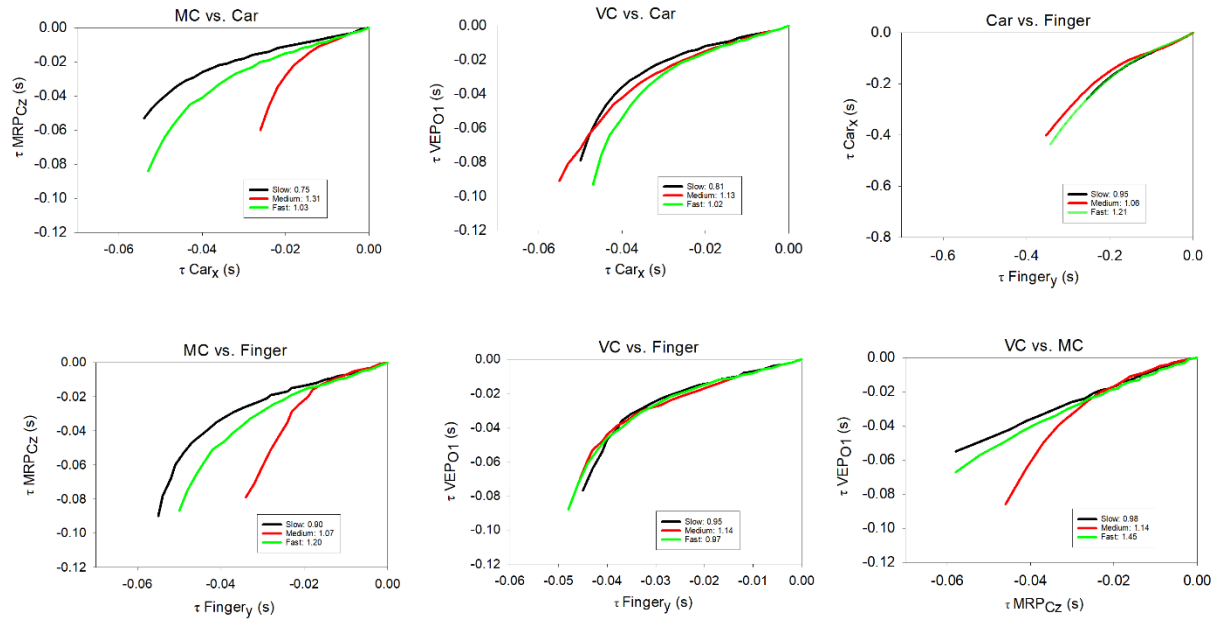 MC vs. Car
0.00
-0.02
-0.04
-0.06
-0.08
-0.10
-0.12
τ MRPCz (s)
Slow: 0.75
Medium: 1.31
Fast: 1.03
-0.06 -0.04 -0.02 0.00
τ Carx (s)
VC vs. Car
0.00
-0.02
-0.04
-0.06
-0.08
-0.10
-0.12
τ VEPO1 (s)
Slow: 0.81
Medium: 1.13
Fast: 1.02
-0.06 -0.04 -0.02 0.00
τ Carx (s)
Car vs. Finger
0.0
-0.2
-0.4
-0.6
-0.8
τ Carx (s)
Slow: 0.95
Medium: 1.06
Fast: 1.21
-0.6 -0.4 -0.2 0.0
τ Fingery (s)
MC vs. Finger
0.00
-0.02
-0.04
-0.06
-0.08
-0.10
-0.12
τ MRPCz (s)
Slow: 0.90
Medium: 1.07
Fast: 1.20
-0.06 -0.04 -0.02 0.00
τ Fingery (s)
VC vs. Finger
0.00
-0.02
-0.04
-0.06
-0.08
-0.10
-0.12
τ VEPO1 (s)
Slow: 0.95
Medium: 1.14
Fast: 0.97
-0.06 -0.05 -0.04 -0.03 -0.02 -0.01 0.00
τ Fingery (s)
VC vs. MC
0.00
-0.02
-0.04
-0.06
-0.08
-0.10
-0.12
τ VEPO1 (s)
Slow: 0.98
Medium: 1.14
Fast: 1.45
-0.06 -0.04 -0.02 0.00
τ MRPCz (s)